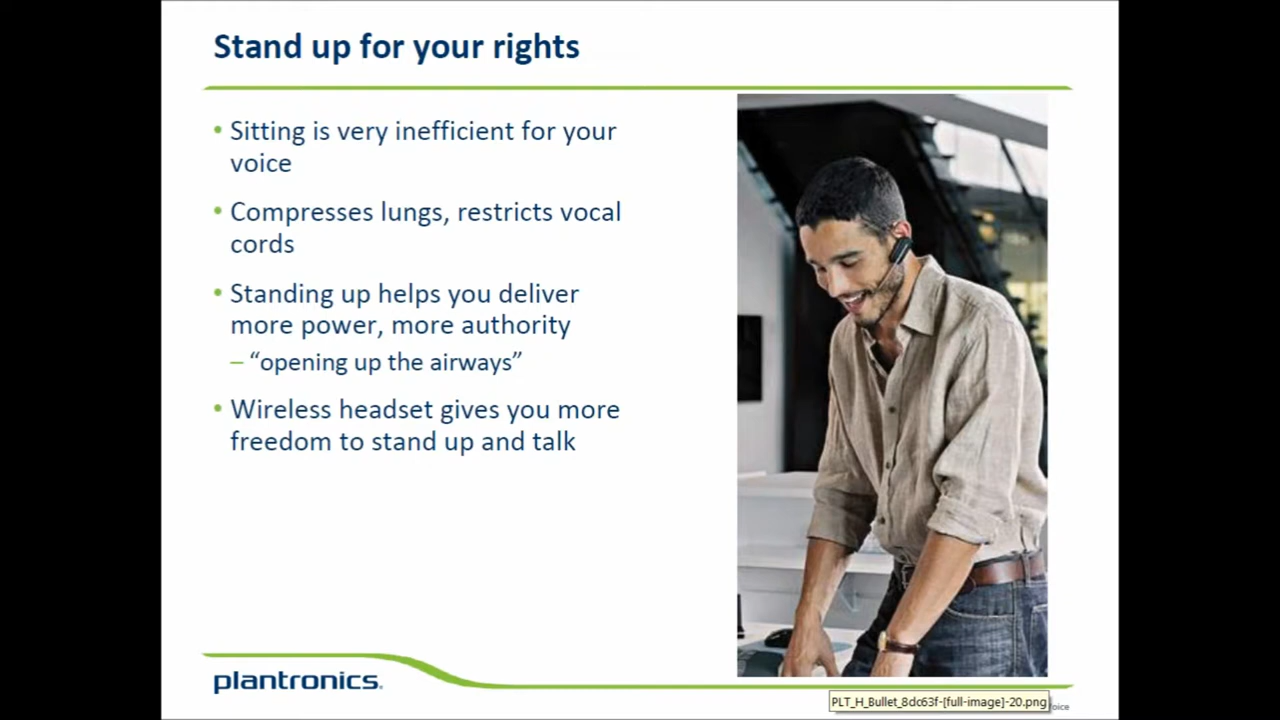 Stand up for your rights
• Sitting is very inefficient for your
voice
• Compresses lungs, restricts vocal
cords
• Standing up helps you deliver
more power, more authority
– “opening up the airways”
• Wireless headset gives you more
freedom to stand up and talk
plantronics.
PLT_H_Bullet_8dc63f-[full-image]-20.png